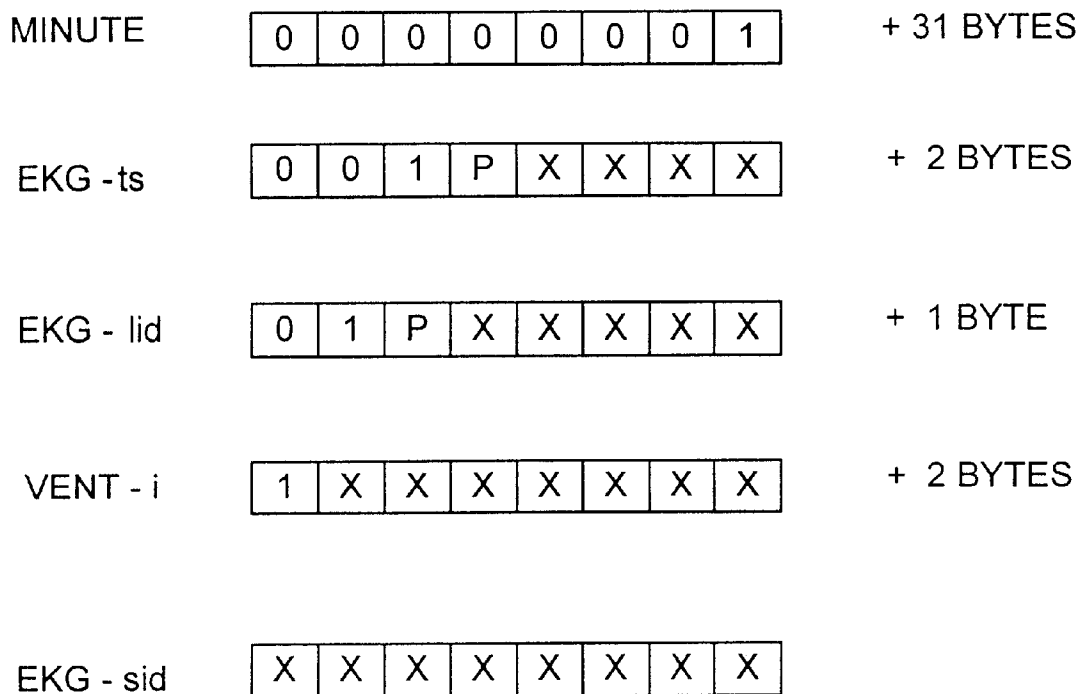 MINUTE 0 0 0 0 0 0 0 1 + 31 BYTES
EKG - ts 0 0 1 P X X X X + 2 BYTES
EKG - lid 0 1 P X X X X X + 1 BYTE
VENT - i 1 X X X X X X X + 2 BYTES
EKG - sid X X X X X X X X